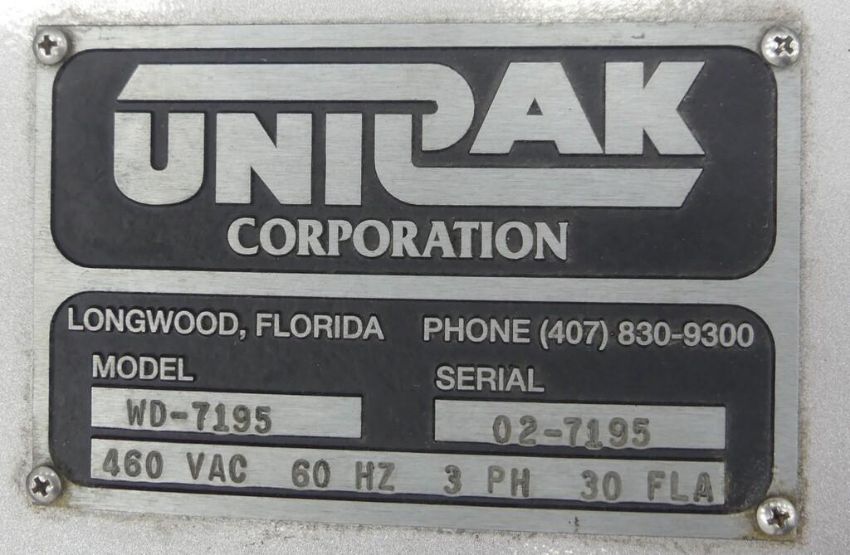 UNIPAK
CORPORATION
LONGWOOD, FLORIDA PHONE (407) 830-9300
MODEL SERIAL
WD-7195 02-7195
460 VAC 60 HZ 3 PH 30 FLA